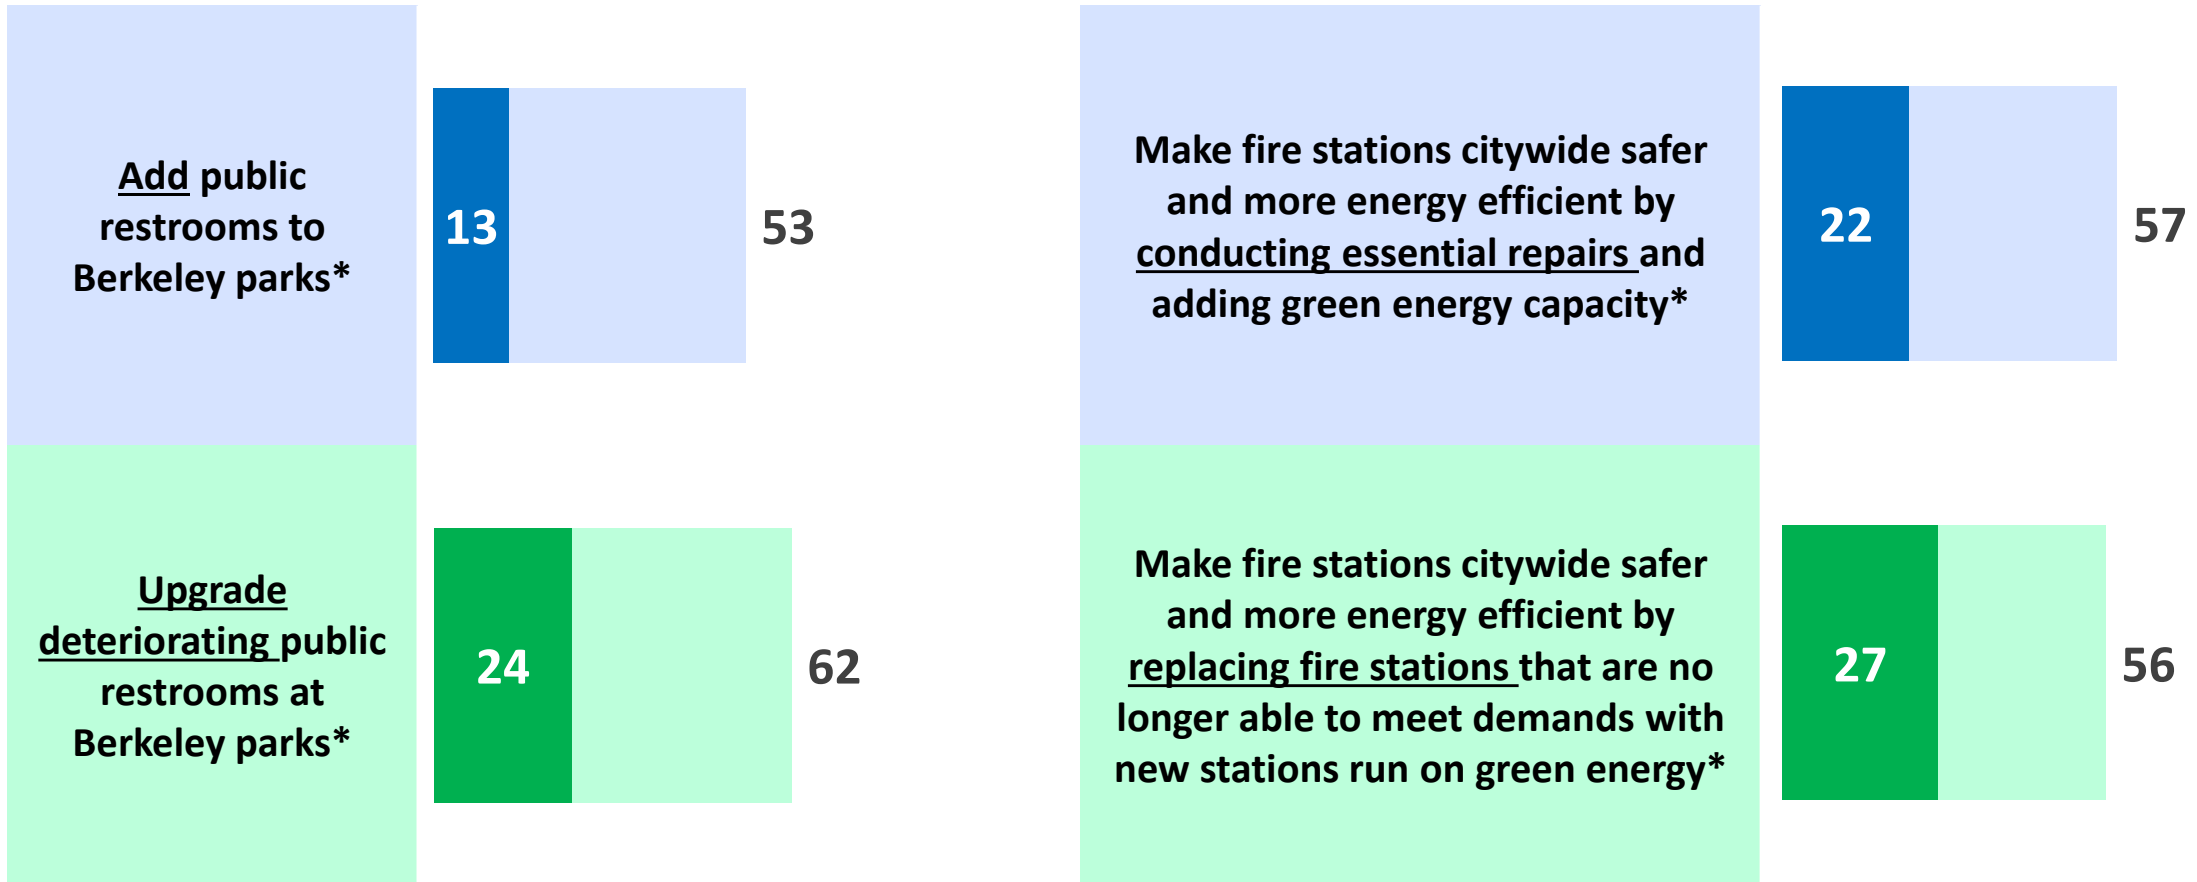 Add public
restrooms to
Berkeley parks*
13
53
Upgrade
deteriorating public
restrooms at
Berkeley parks*
24
62
Make fire stations citywide safer
and more energy efficient by
conducting essential repairs and
adding green energy capacity*
22
57
Make fire stations citywide safer
and more energy efficient by
replacing fire stations that are no
longer able to meet demands with
new stations run on green energy*
27
56